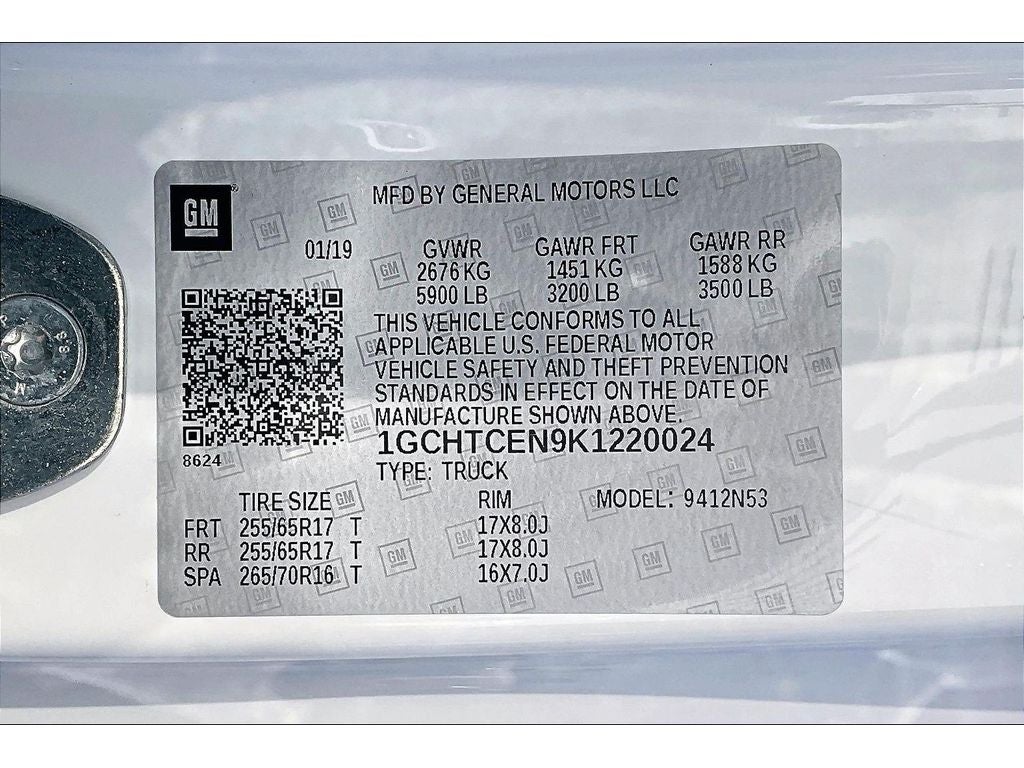 GM
MFD BY GENERAL MOTORS LLC
01/19 GVWR GAWR FRT GAWR RR
2676 KG 1451 KG 1588 KG
5900 LB 3200 LB 3500 LB
THIS VEHICLE CONFORMS TO ALL
APPLICABLE U.S. FEDERAL MOTOR
VEHICLE SAFETY AND THEFT PREVENTION
STANDARDS IN EFFECT ON THE DATE OF
MANUFACTURE SHOWN ABOVE.
1GCHTCEN9K1220024
8624
TYPE: TRUCK
TIRE SIZE RIM MODEL: 9412N53
FRT 255/65R17 T 17X8.0J
RR 255/65R17 T 17X8.0J
SPA 265/70R16 T 16X7.0J